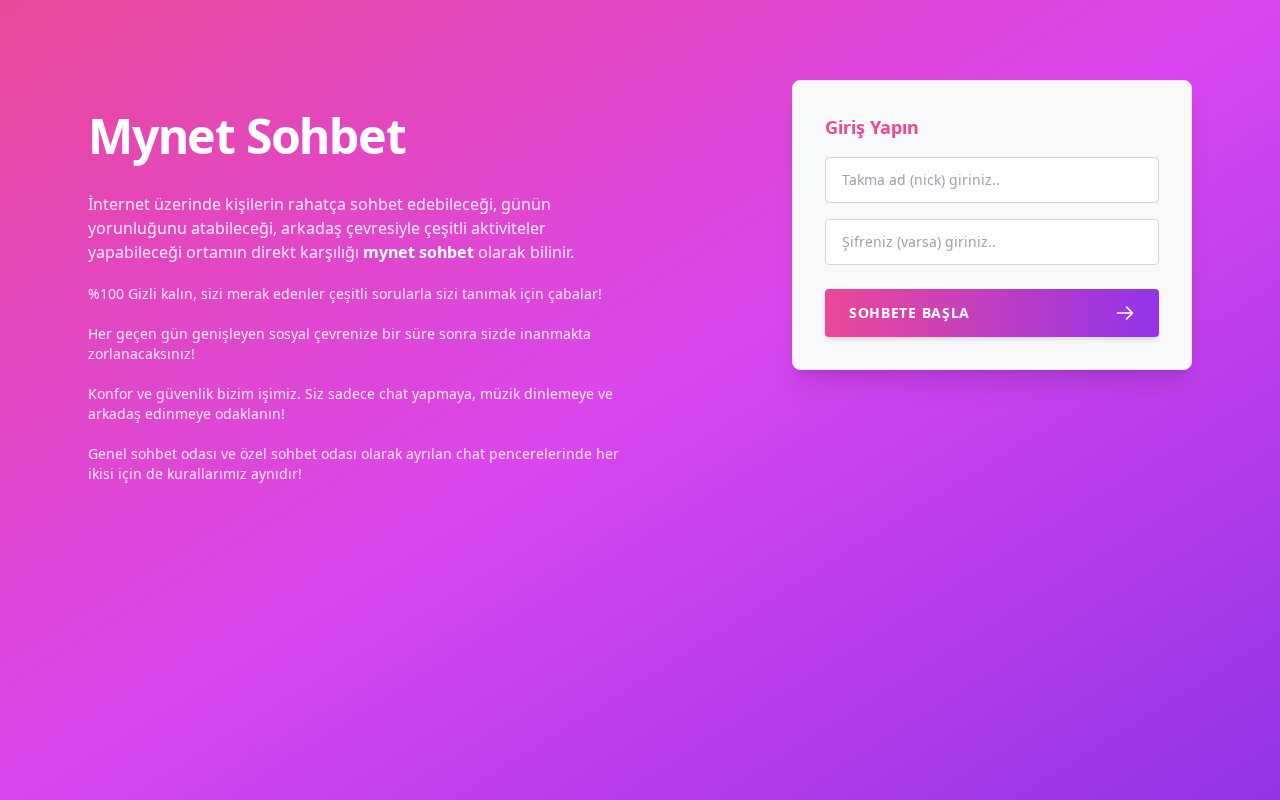 Mynet Sohbet
İnternet üzerinde kişilerin rahatça sohbet edebileceği, günün
yorunluğunu atabileceği, arkadaş çevresiyle çeşitli aktiviteler
yapabileceği ortamın direkt karşılığı mynet sohbet olarak bilinir.
%100 Gizli kalın, sizi merak edenler çeşitli sorularla sizi tanımak için çabalar!
Her geçen gün genişleyen sosyal çevrenize bir süre sonra sizde inanmakta
zorlanacaksınız!
Konfor ve güvenlik bizim işimiz. Siz sadece chat yapmaya, müzik dinlemeye ve
arkadaş edinmeye odaklanın!
Genel sohbet odası ve özel sohbet odası olarak ayrılan chat pencerelerinde her
ikisi için de kurallarımız aynıdır!
Giriş Yapın
Takma ad (nick) giriniz..
Şifreniz (varsa) giriniz..
SOHBETE BAŞLA